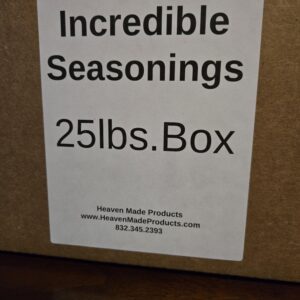 Incredible
Seasonings
25lbs.Box
Heaven Made Products
www.HeavenMadeProducts.com
832.345.2393